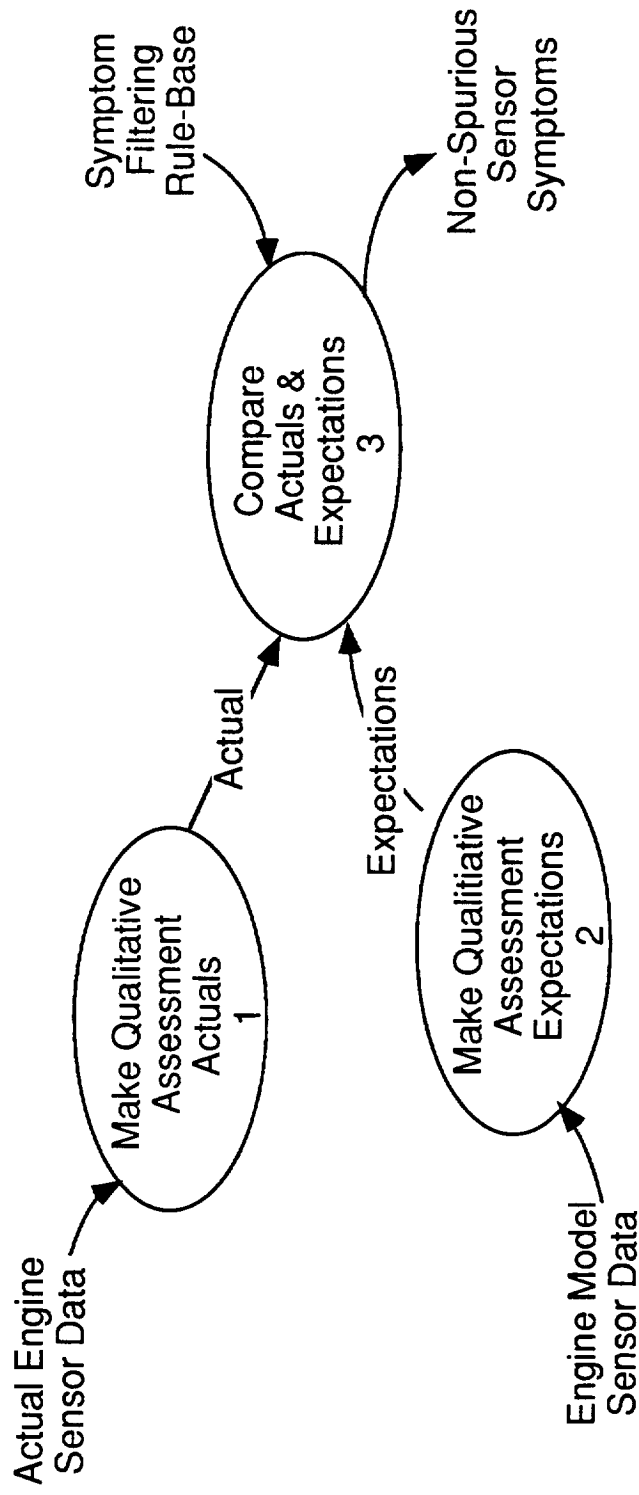 Actual Engine
Sensor Data
Make Qualitative
Assessment
Actuals
1
Actual
Engine Model
Sensor Data
Make Qualitiative
Assessment
Expectations
2
Expectations
Compare
Actuals &
Expectations
3
Symptom
Filtering
Rule-Base
Non-Spurious
Sensor
Symptoms